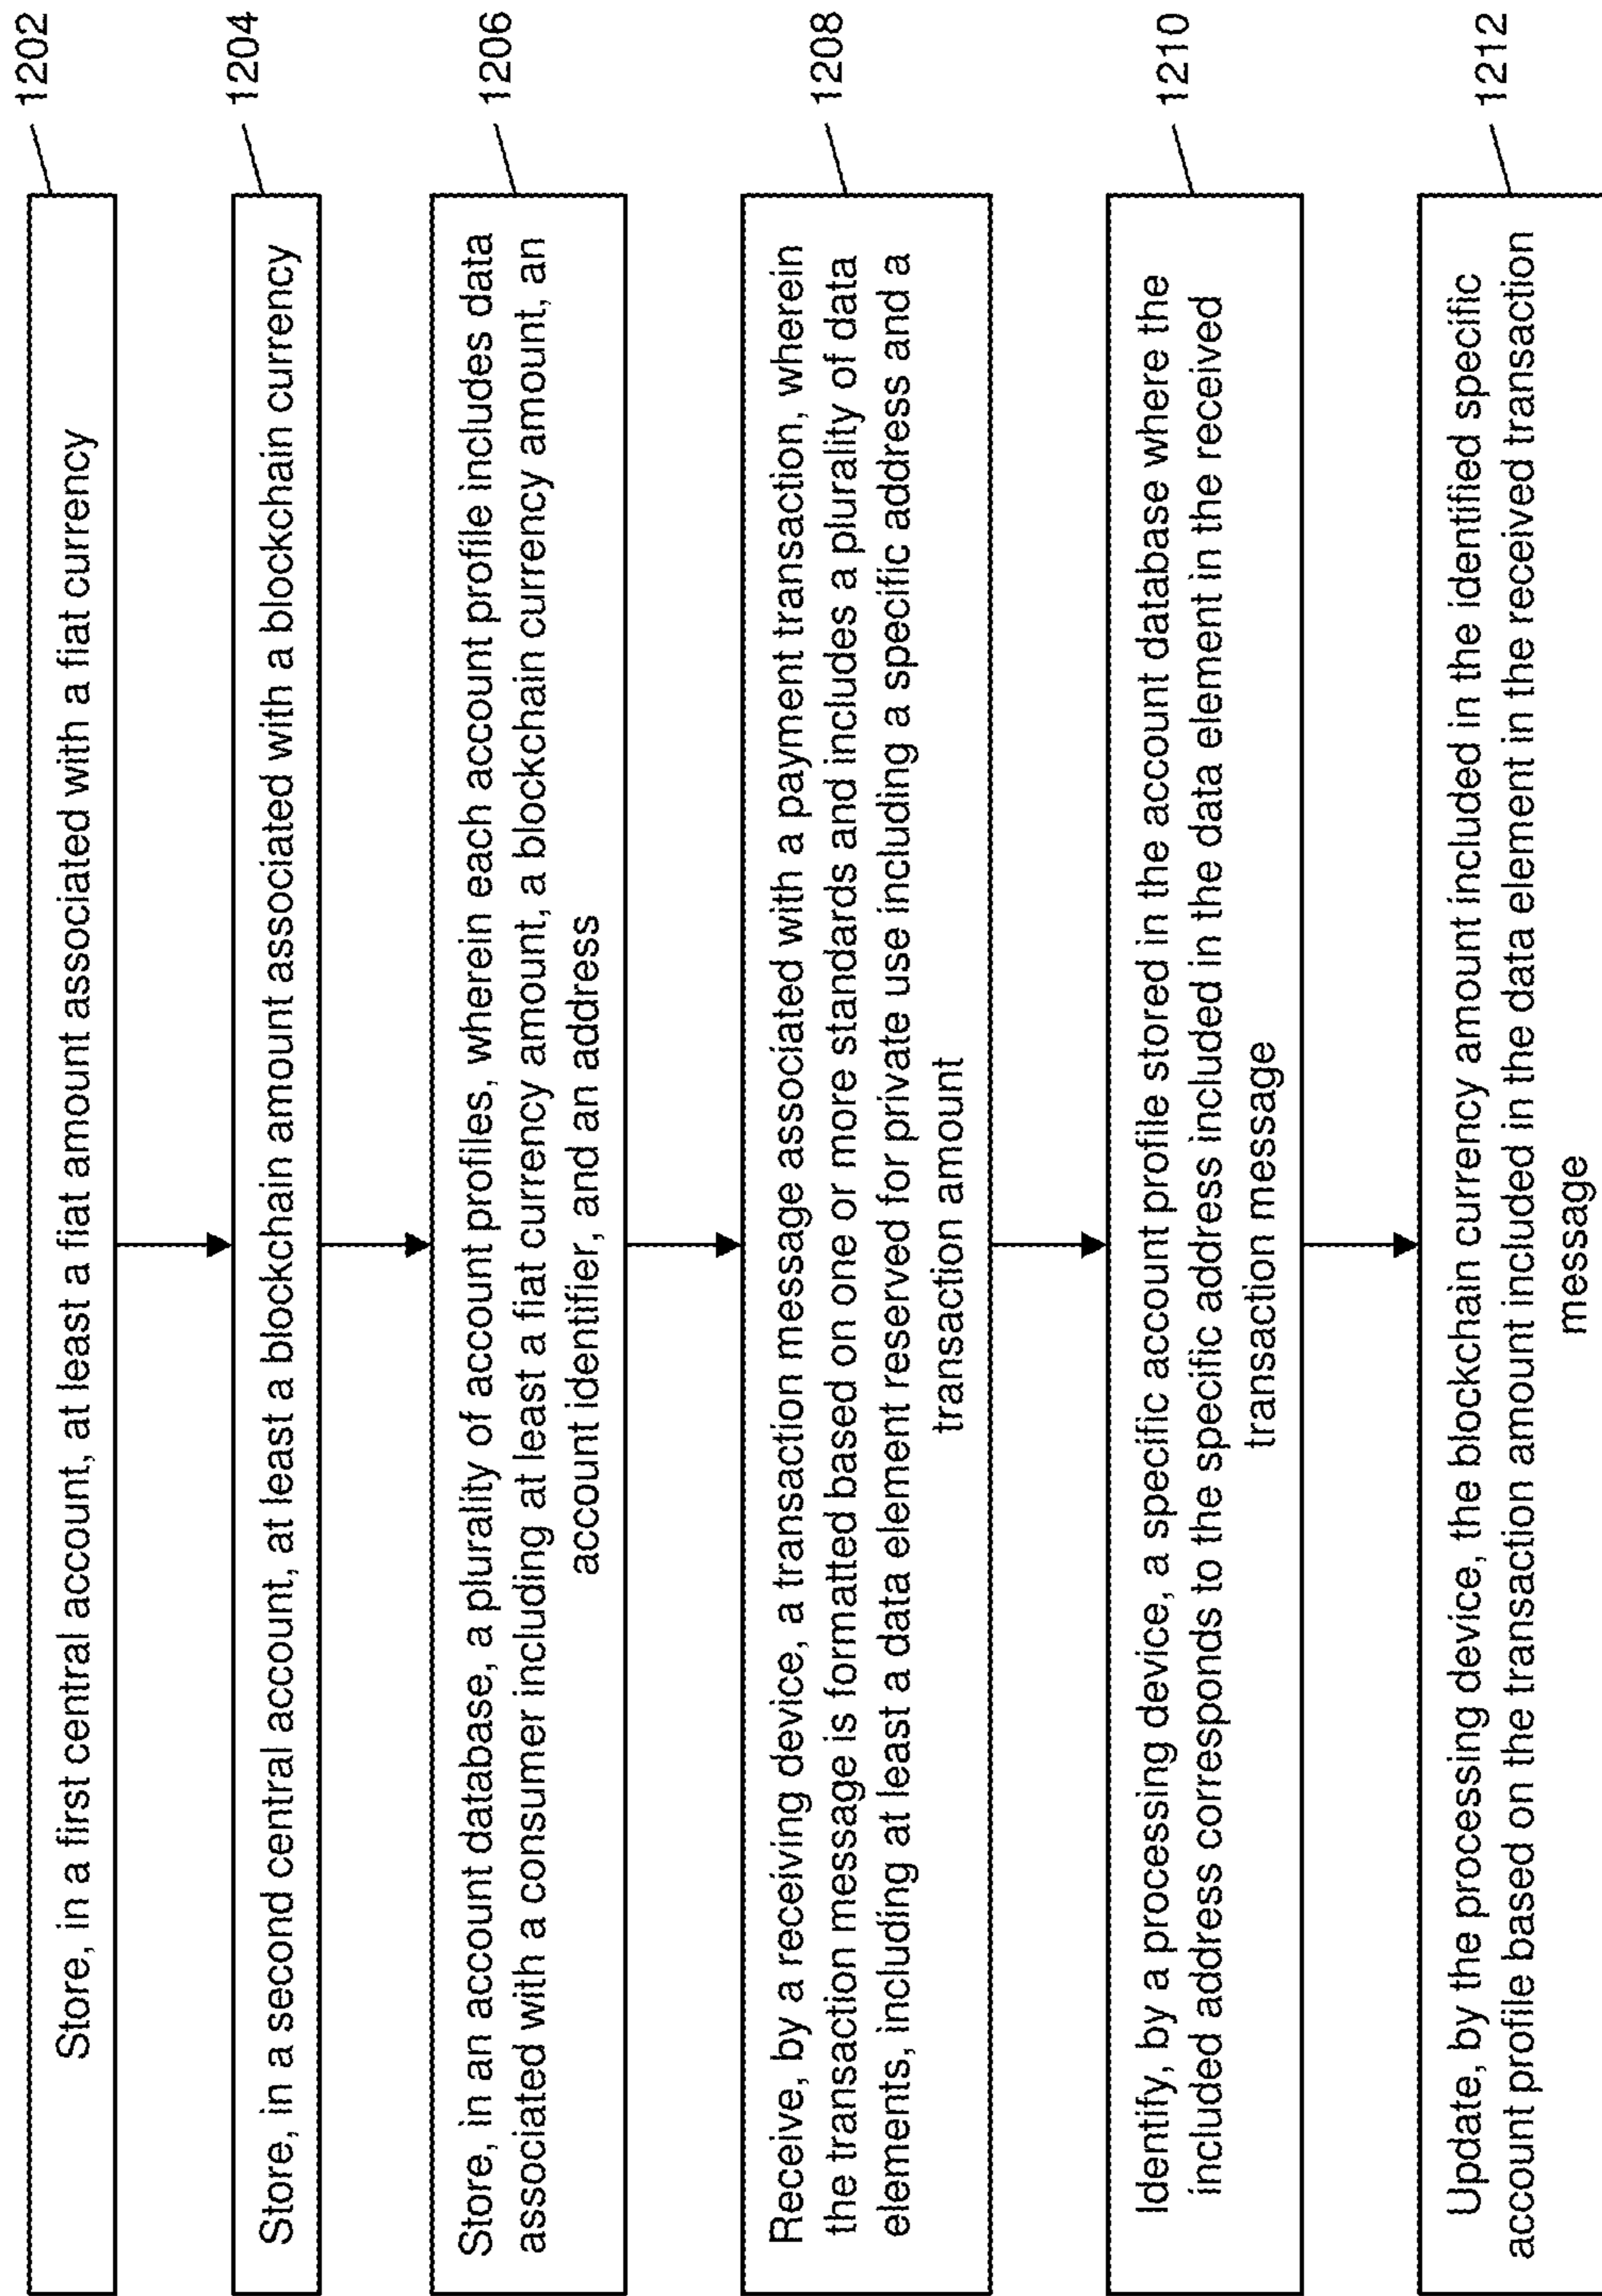 1202
Store, in a first central account, at least a fiat amount associated with a fiat currency
1204
Store, in a second central account, at least a blockchain amount associated with a blockchain currency
1206
Store, in an account database, a plurality of account profiles, wherein each account profile includes data
associated with a consumer including at least a fiat currency amount, a blockchain currency amount, an
account identifier, and an address
1208
Receive, by a receiving device, a transaction message associated with a payment transaction, wherein
the transaction message is formatted based on one or more standards and includes a plurality of data
elements, including at least a data element reserved for private use including a specific address and a
transaction amount
1210
Identify, by a processing device, a specific account profile stored in the account database where the
included address corresponds to the specific address included in the data element in the received
transaction message
1212
Update, by the processing device, the blockchain currency amount included in the identified specific
account profile based on the transaction amount included in the data element in the received transaction
message